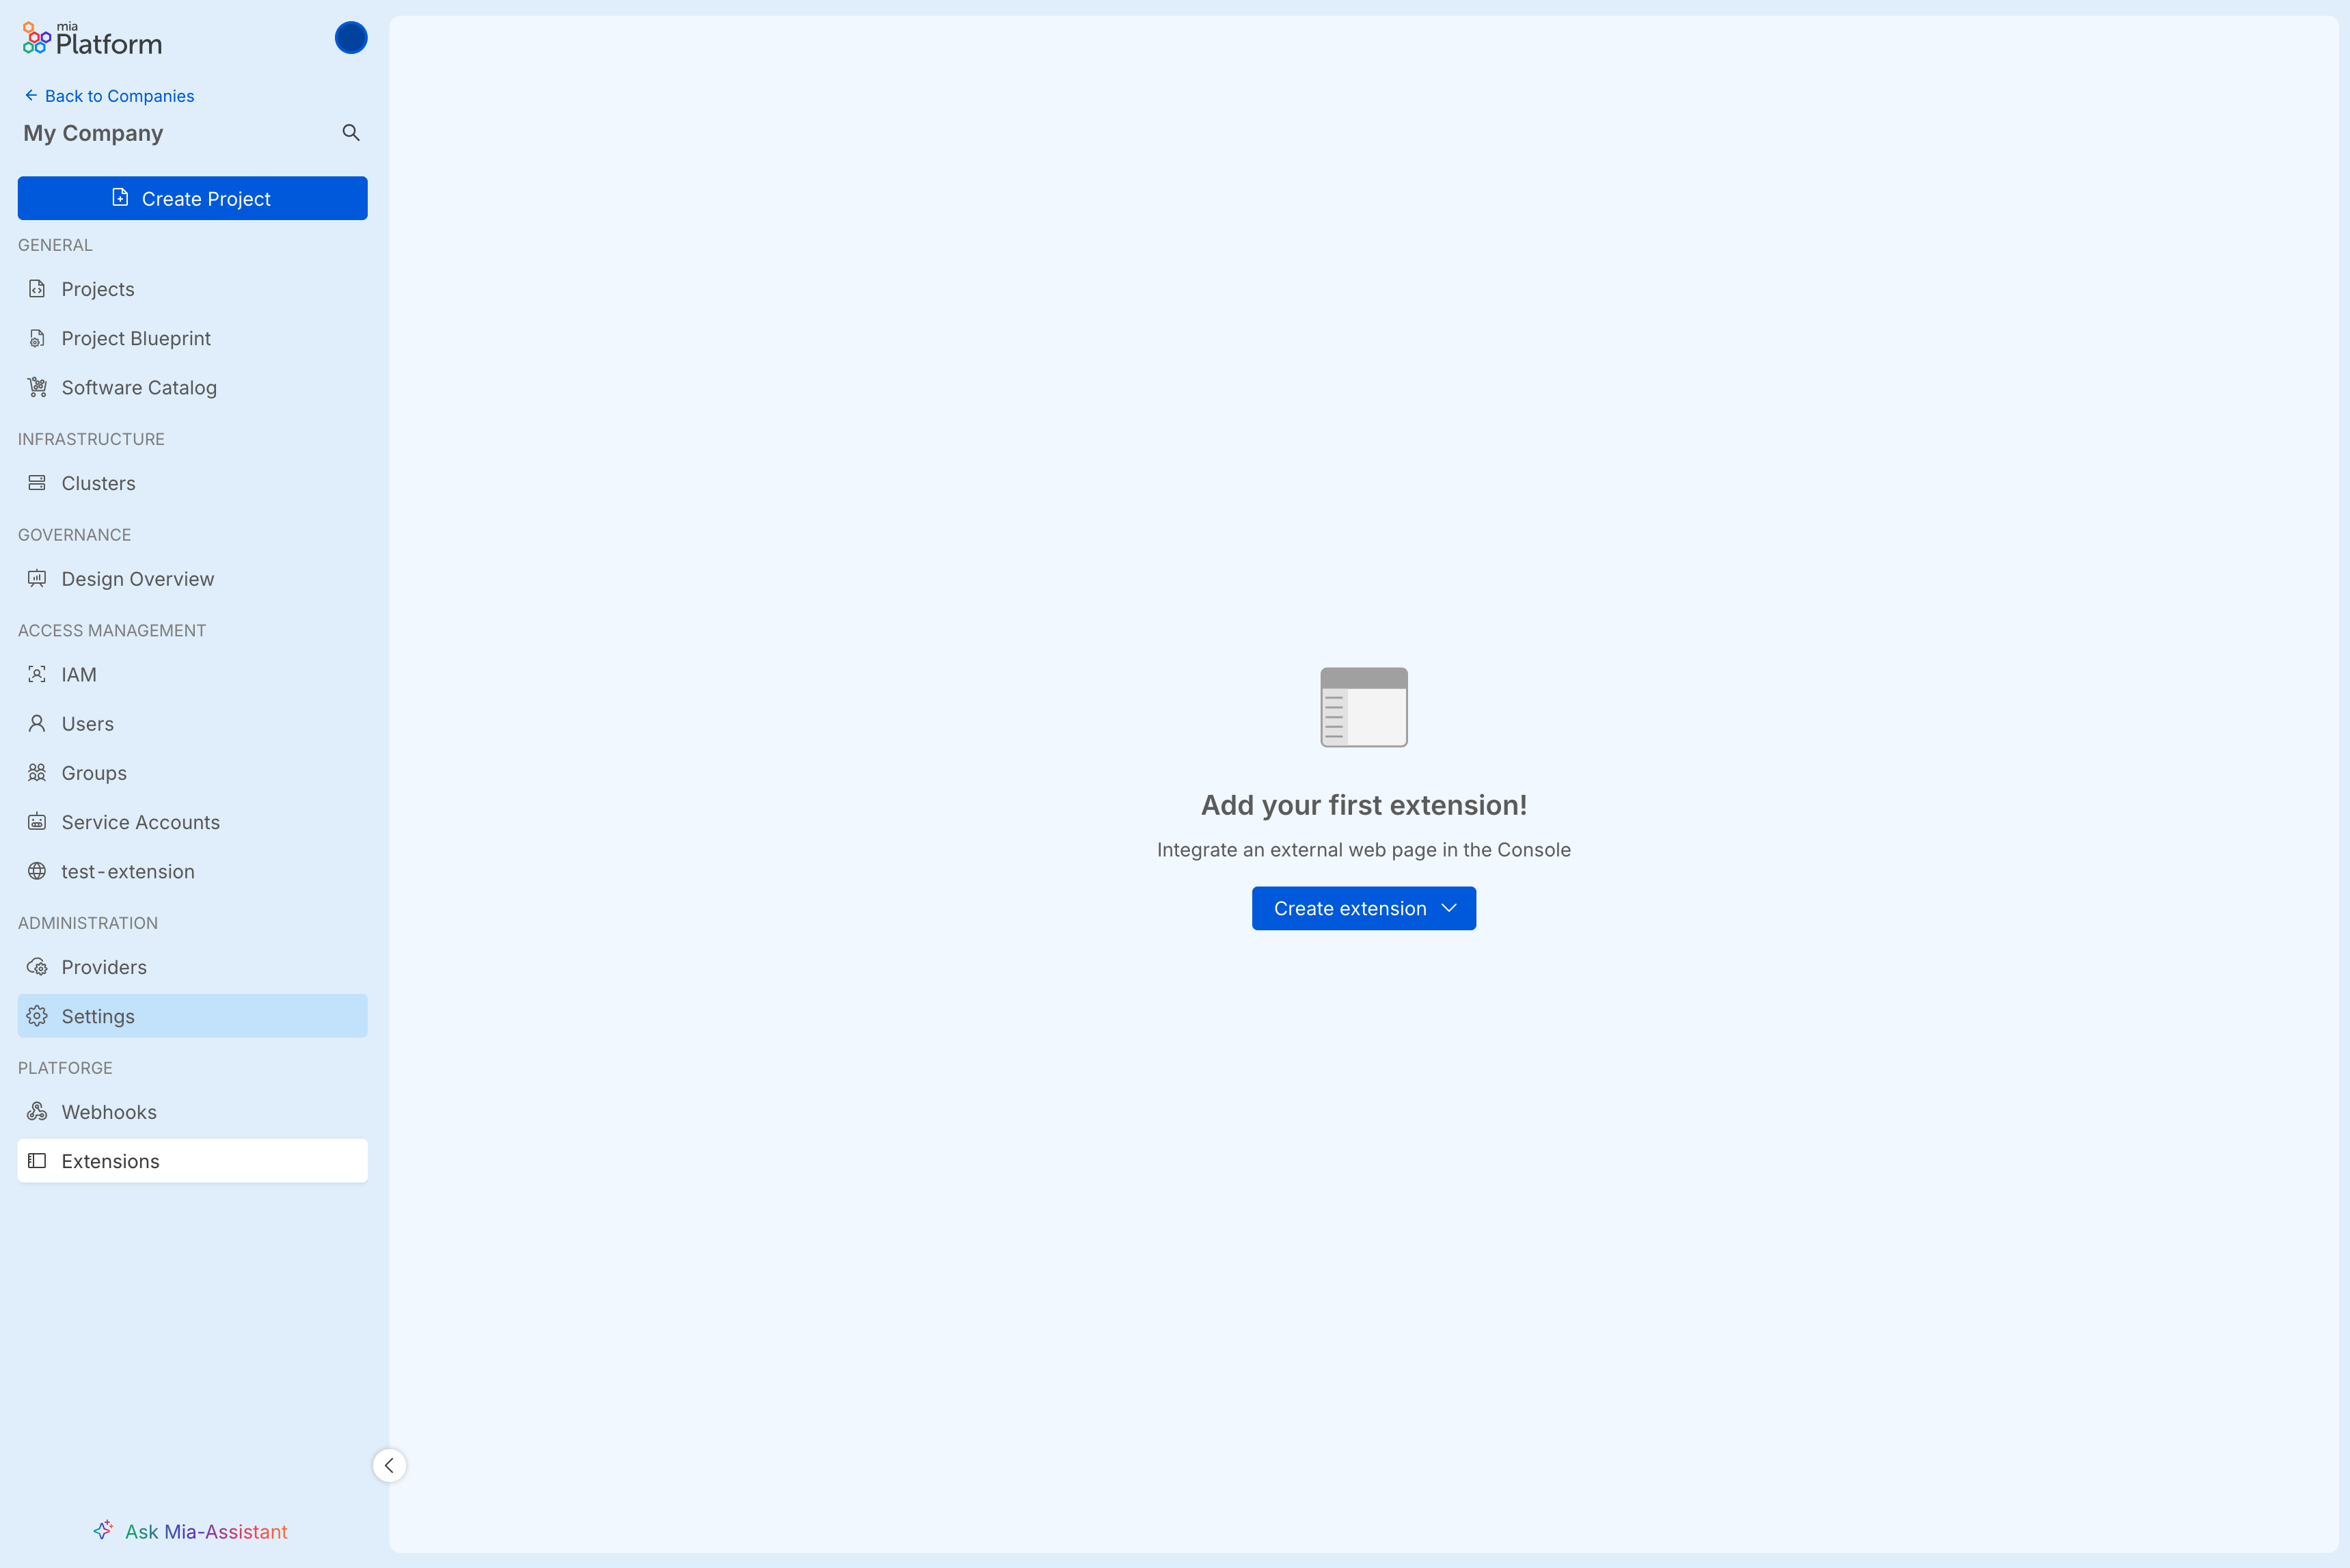 mia
Platform
Back to Companies
My Company
Create Project
GENERAL
Projects
Project Blueprint
Software Catalog
INFRASTRUCTURE
Clusters
GOVERNANCE
Design Overview
ACCESS MANAGEMENT
IAM
Users
Groups
Service Accounts
test-extension
ADMINISTRATION
Providers
Settings
PLATFORGE
Webhooks
Extensions
Ask Mia-Assistant
Add your first extension!
Integrate an external web page in the Console
Create extension